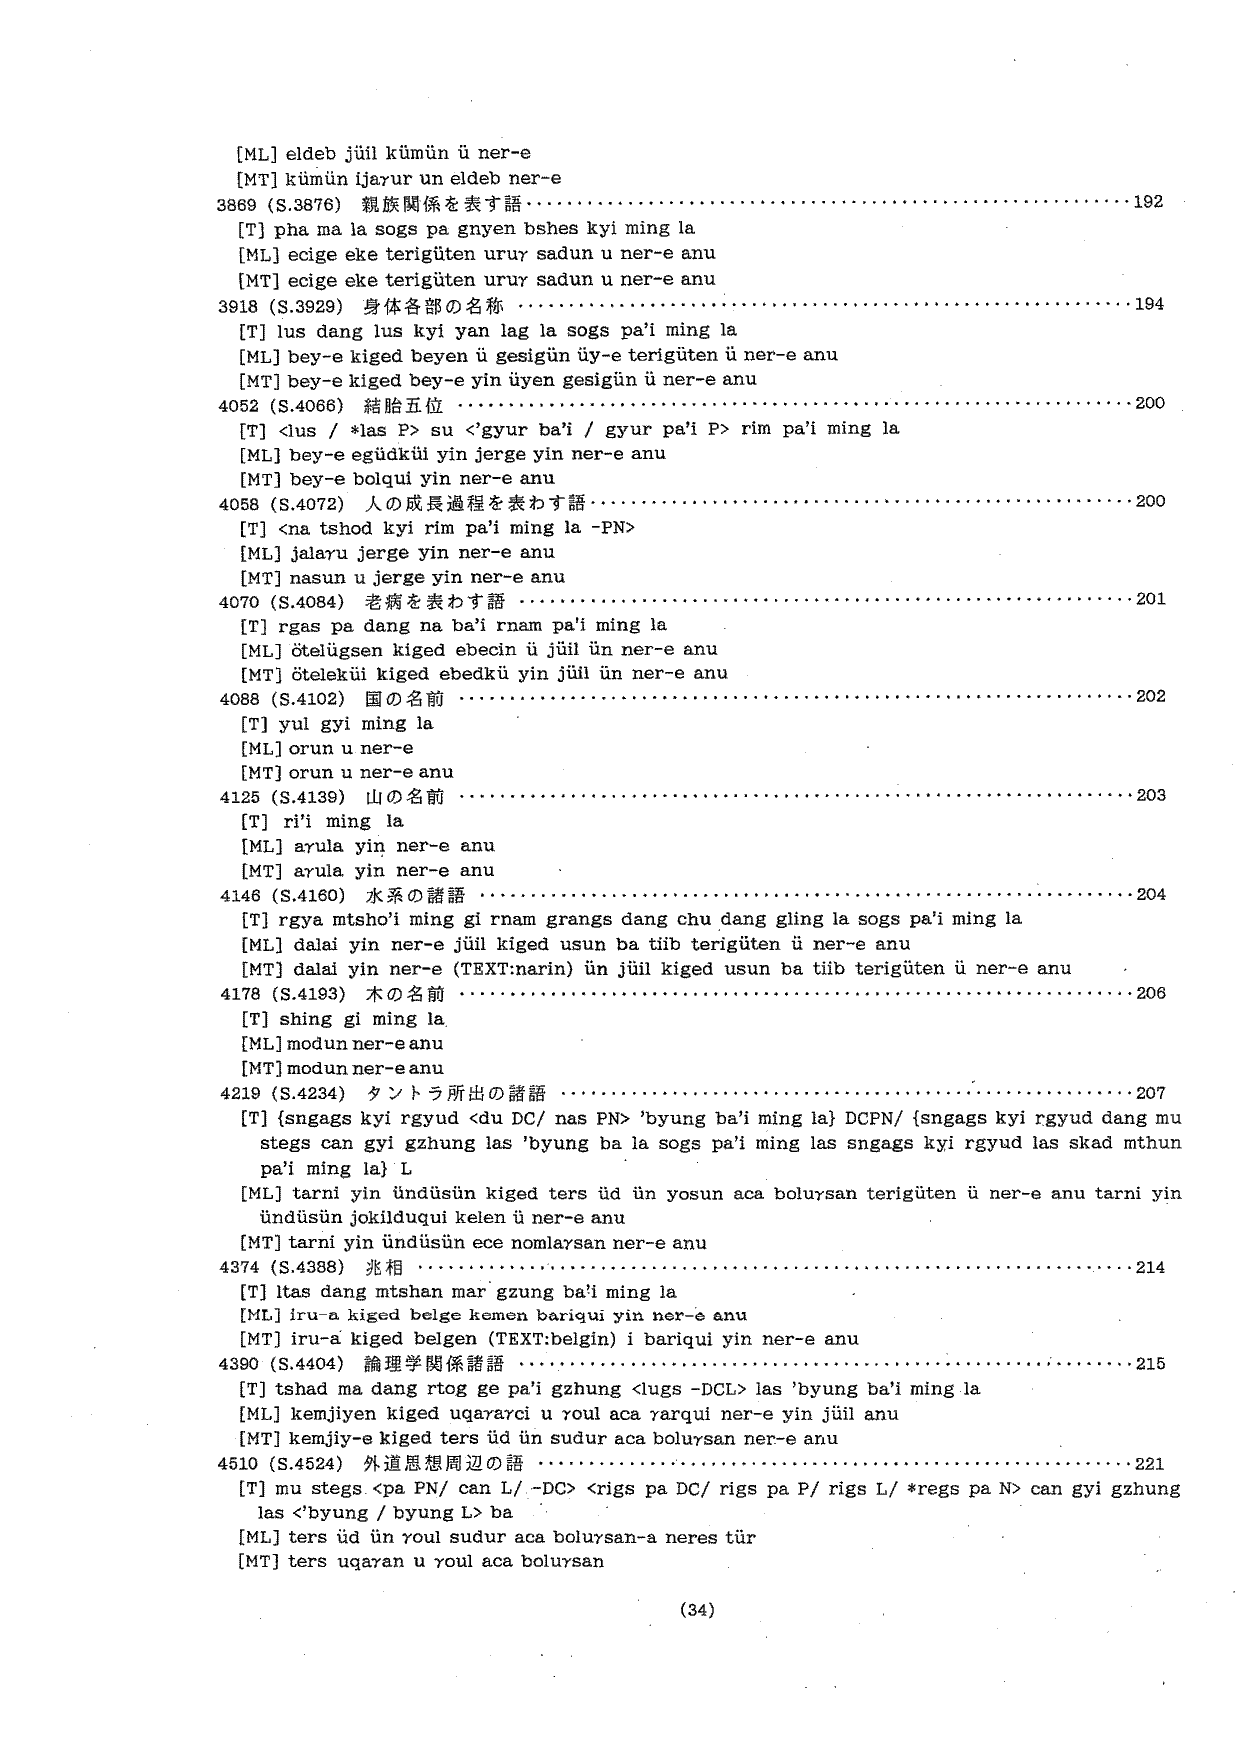 [ML] eldeb jüil kümün ü ner-e
[MT] kümün ijaγur un eldeb ner-e
3869 (S.3876) 親族関係を表す語······192
[T] pha ma la sogs pa gnyen bshes kyi ming la
[ML] ecige eke terigüten uruγ sadun u ner-e anu
[MT] ecige eke terigüten uruγ sadun u ner-e anu
3918 (S.3929) 身体各部の名称 ······194
[T] lus dang lus kyi yan lag la sogs pa'i ming la
[ML] bey-e kiged beyen ü gesigün üy-e terigüten ü ner-e anu
[MT] bey-e kiged bey-e yin üyen gesigün ü ner-e anu
4052 (S.4066) 結胎五位 ······200
[T] <lus / *las P> su <'gyur ba'i / gyur pa'i P> rim pa'i ming la
[ML] bey-e egüdküi yin jerge yin ner-e anu
[MT] bey-e bolqui yin ner-e anu
4058 (S.4072) 人の成長過程を表わす語······200
[T] <na tshod kyi rim pa'i ming la -PN>
[ML] jalaγu jerge yin ner-e anu
[MT] nasun u jerge yin ner-e anu
4070 (S.4084) 老病を表わす語 ······201
[T] rgas pa dang na ba'i rnam pa'i ming la
[ML] ötelügsen kiged ebecin ü jüil ün ner-e anu
[MT] öteleküi kiged ebedkü yin jüil ün ner-e anu
4088 (S.4102) 国の名前 ······202
[T] yul gyi ming la
[ML] orun u ner-e
[MT] orun u ner-e anu
4125 (S.4139) 山の名前 ······203
[T] ri'i ming la
[ML] aγula yin ner-e anu
[MT] aγula yin ner-e anu
4146 (S.4160) 水系の諸語 ······204
[T] rgya mtsho'i ming gi rnam grangs dang chu dang gling la sogs pa'i ming la
[ML] dalai yin ner-e jüil kiged usun ba tiib terigüten ü ner-e anu
[MT] dalai yin ner-e (TEXT:narin) ün jüil kiged usun ba tiib terigüten ü ner-e anu
4178 (S.4193) 木の名前 ······206
[T] shing gi ming la
[ML] modun ner-e anu
[MT] modun ner-e anu
4219 (S.4234) タントラ所出の諸語 ······207
[T] {sngags kyi rgyud <du DC/ nas PN> 'byung ba'i ming la} DCPN/ {sngags kyi rgyud dang mu
stegs can gyi gzhung las 'byung ba la sogs pa'i ming las sngags kyi rgyud las skad mthun
pa'i ming la} L
[ML] tarni yin ündüsün kiged ters üd ün yosun aca boluγsan terigüten ü ner-e anu tarni yin
ündüsün jokilduqui kelen ü ner-e anu
[MT] tarni yin ündüsün ece nomlaγsan ner-e anu
4374 (S.4388) 兆相 ······214
[T] ltas dang mtshan mar gzung ba'i ming la
[ML] iru-a kiged belge kemen bariqui yin ner-e anu
[MT] iru-a kiged belgen (TEXT:belgin) i bariqui yin ner-e anu
4390 (S.4404) 論理学関係諸語 ······215
[T] tshad ma dang rtog ge pa'i gzhung <lugs -DCL> las 'byung ba'i ming la
[ML] kemjiyen kiged uqaγaγci u γoul aca γarqui ner-e yin jüil anu
[MT] kemjiy-e kiged ters üd ün sudur aca boluγsan ner-e anu
4510 (S.4524) 外道思想周辺の語 ······221
[T] mu stegs <pa PN/ can L/ -DC> <rigs pa DC/ rigs pa P/ rigs L/ *regs pa N> can gyi gzhung
las <'byung / byung L> ba
[ML] ters üd ün γoul sudur aca boluγsan-a neres tür
[MT] ters uqaγan u γoul aca boluγsan
(34)